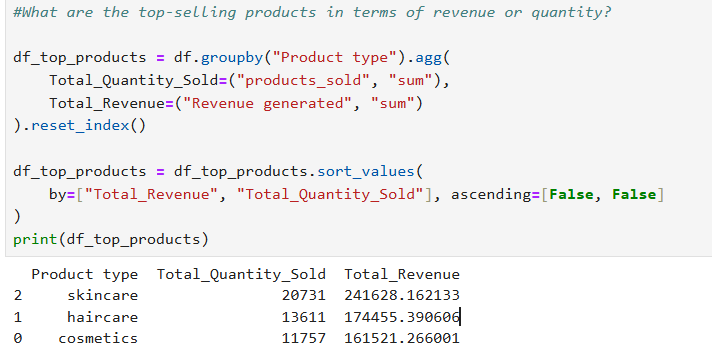 #What are the top-selling products in terms of revenue or quantity?
df_top_products = df.groupby("Product type").agg(
    Total_Quantity_Sold=("products_sold", "sum"),
    Total_Revenue=("Revenue generated", "sum")
).reset_index()
df_top_products = df_top_products.sort_values(
    by=["Total_Revenue", "Total_Quantity_Sold"], ascending=[False, False]
)
print(df_top_products)
  Product type  Total_Quantity_Sold  Total_Revenue
2     skincare                20731  241628.162133
1     haircare                13611  174455.390606
0    cosmetics                11757  161521.266001